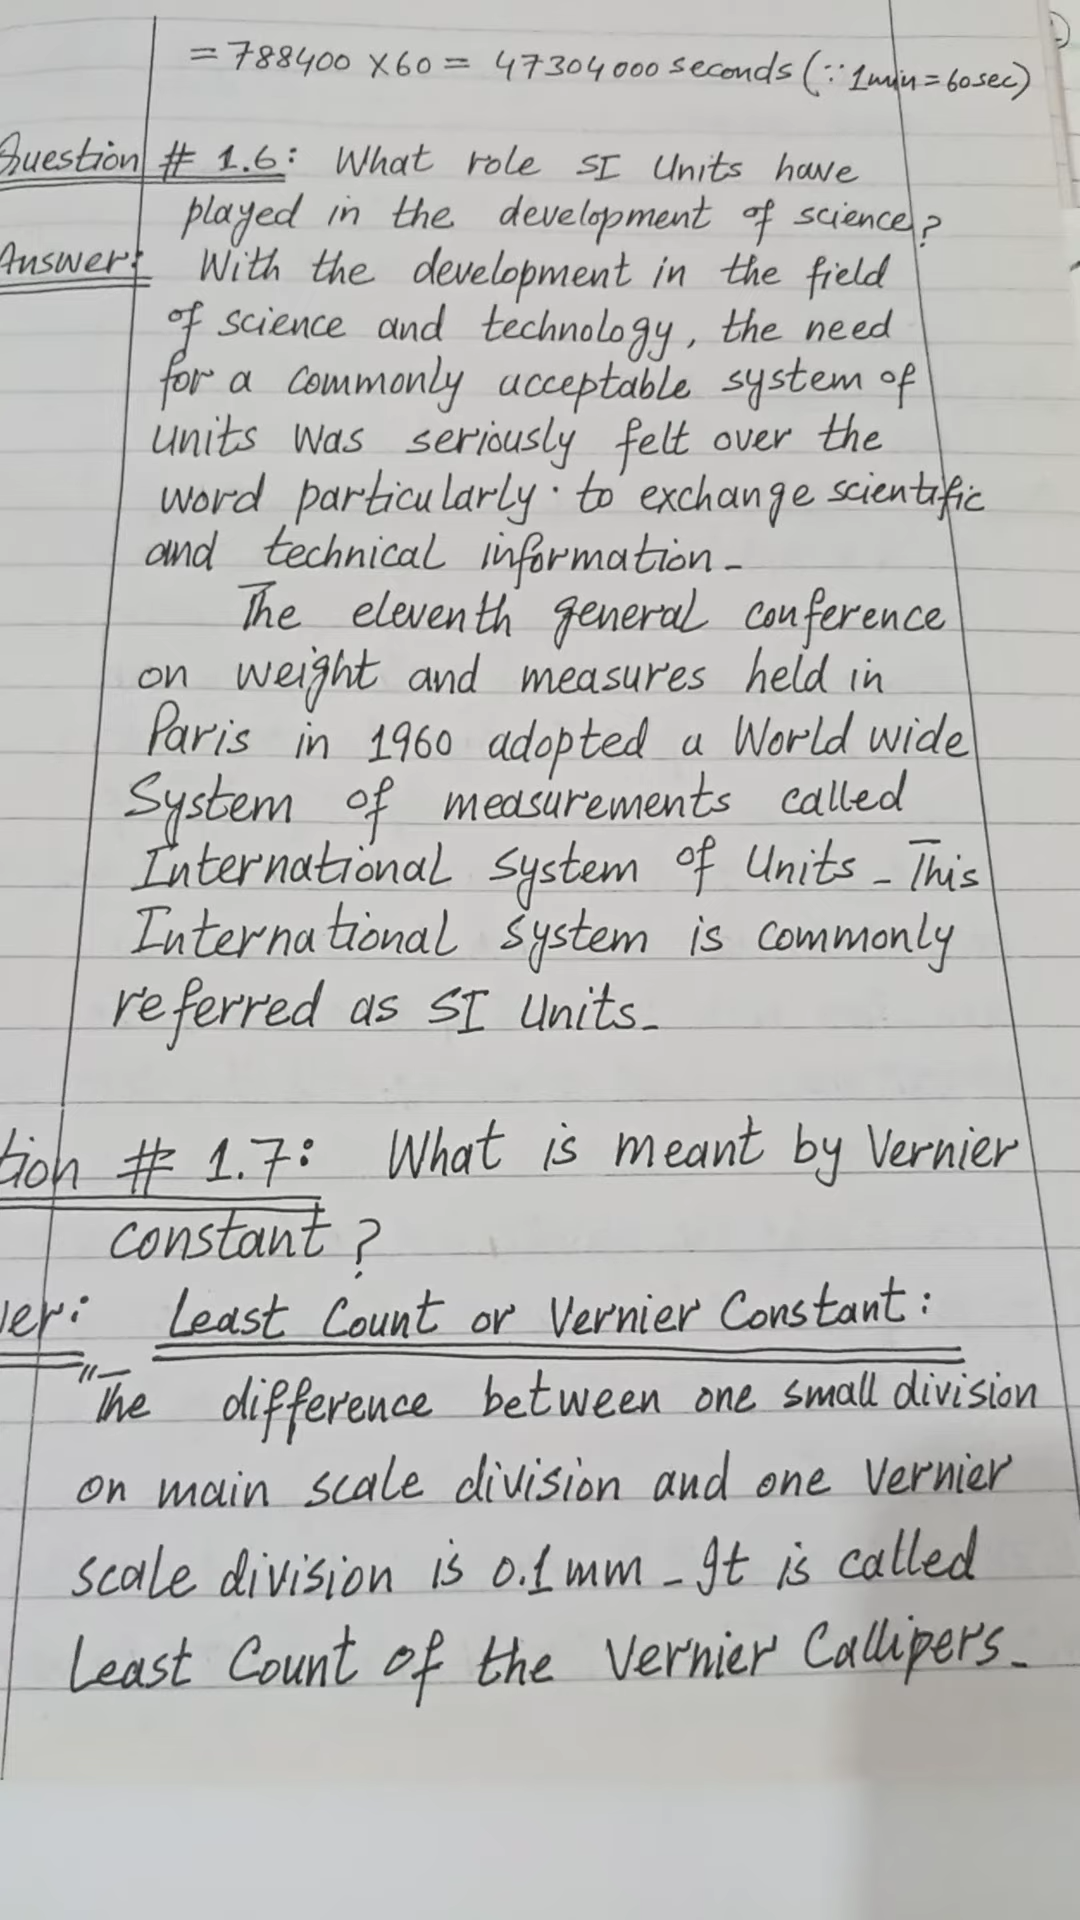 = 788400 X 60 = 47304000 seconds (∵ 1min = 60sec)
Question # 1.6: What role SI Units have
played in the development of science?
Answer: With the development in the field
of science and technology, the need
for a commonly acceptable system of
units was seriously felt over the
word particularly. to exchange scientific
and technical information -
The eleventh general conference
on weight and measures held in
Paris in 1960 adopted a World wide
System of measurements called
International System of Units - This
International System is commonly
referred as SI Units -
tion # 1.7: What is meant by Vernier
constant?
er: Least Count or Vernier Constant:
"The difference between one small division
on main scale division and one Vernier
scale division is 0.1 mm - It is called
Least Count of the Vernier Callipers -